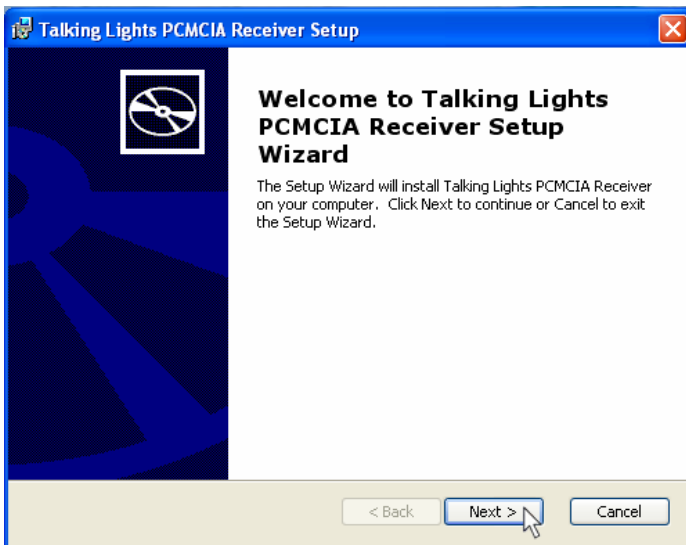 Talking Lights PCMCIA Receiver Setup
Welcome to Talking Lights
PCMCIA Receiver Setup
Wizard
The Setup Wizard will install Talking Lights PCMCIA Receiver
on your computer.  Click Next to continue or Cancel to exit
the Setup Wizard.
< Back
Next >
Cancel